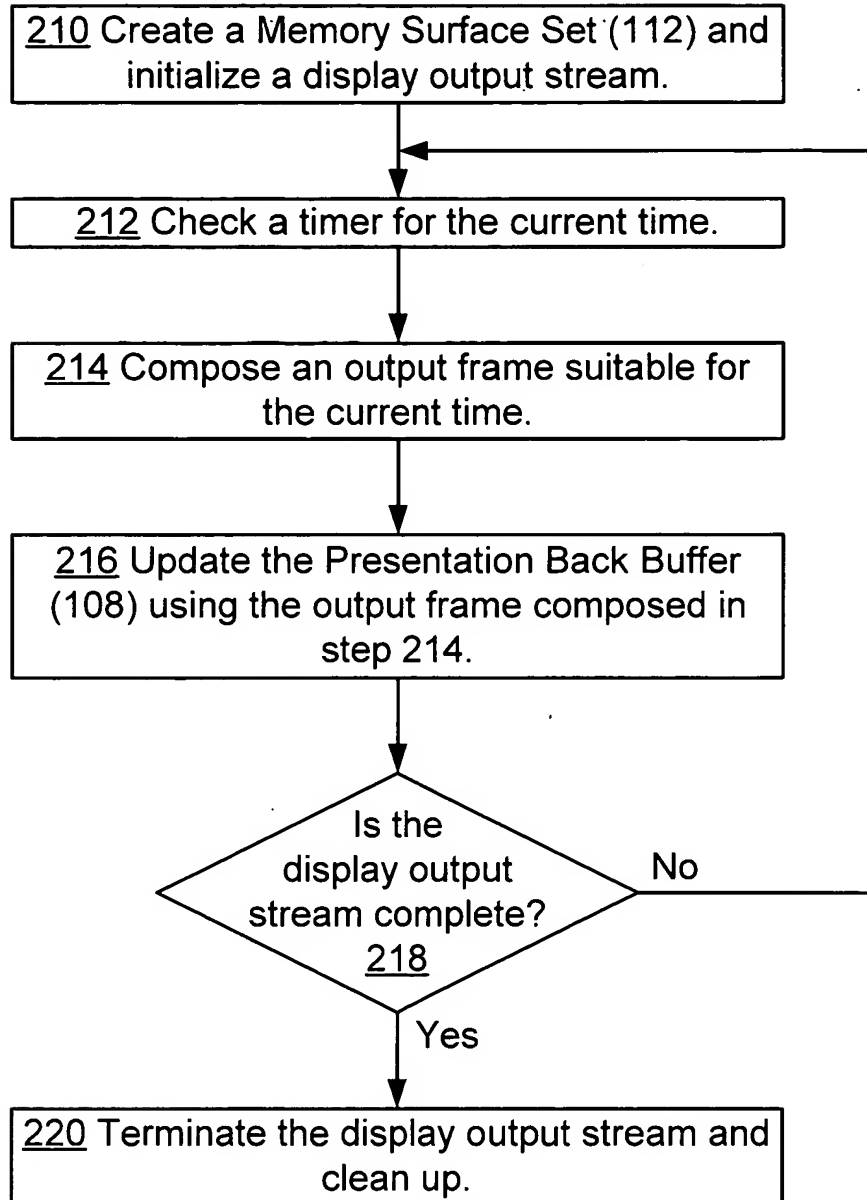 210 Create a Memory Surface Set (112) and
initialize a display output stream.
212 Check a timer for the current time.
214 Compose an output frame suitable for
the current time.
216 Update the Presentation Back Buffer
(108) using the output frame composed in
step 214.
Is the
display output
stream complete?
218
No
Yes
220 Terminate the display output stream and
clean up.